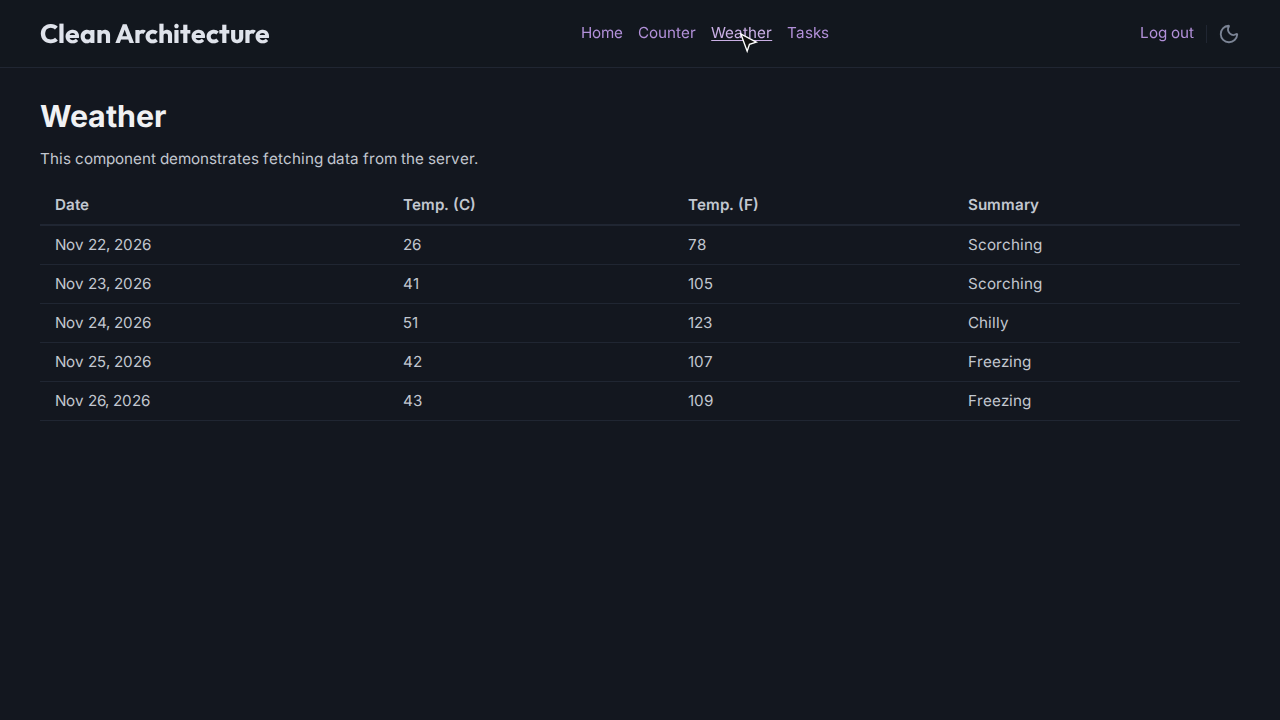 Clean Architecture Home Counter Weather Tasks Log out
Weather
This component demonstrates fetching data from the server.
Date Temp. (C) Temp. (F) Summary
Nov 22, 2026 26 78 Scorching
Nov 23, 2026 41 105 Scorching
Nov 24, 2026 51 123 Chilly
Nov 25, 2026 42 107 Freezing
Nov 26, 2026 43 109 Freezing